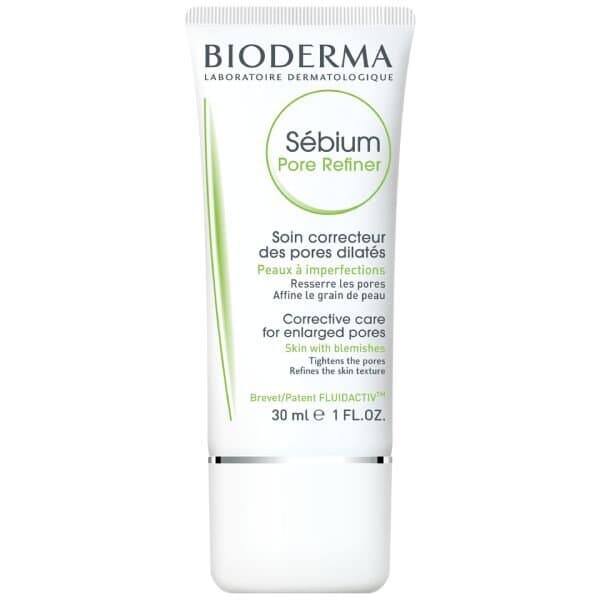 BIODERMA
LABORATOIRE DERMATOLOGIQUE
Sébium
Pore Refiner
Soin correcteur
des pores dilatés
Peaux à imperfections
Resserre les pores
Affine le grain de peau
Corrective care
for enlarged pores
Skin with blemishes
Tightens the pores
Refines the skin texture
Brevet/Patent FLUIDACTIV™
30 ml ℮ 1 FL.OZ.